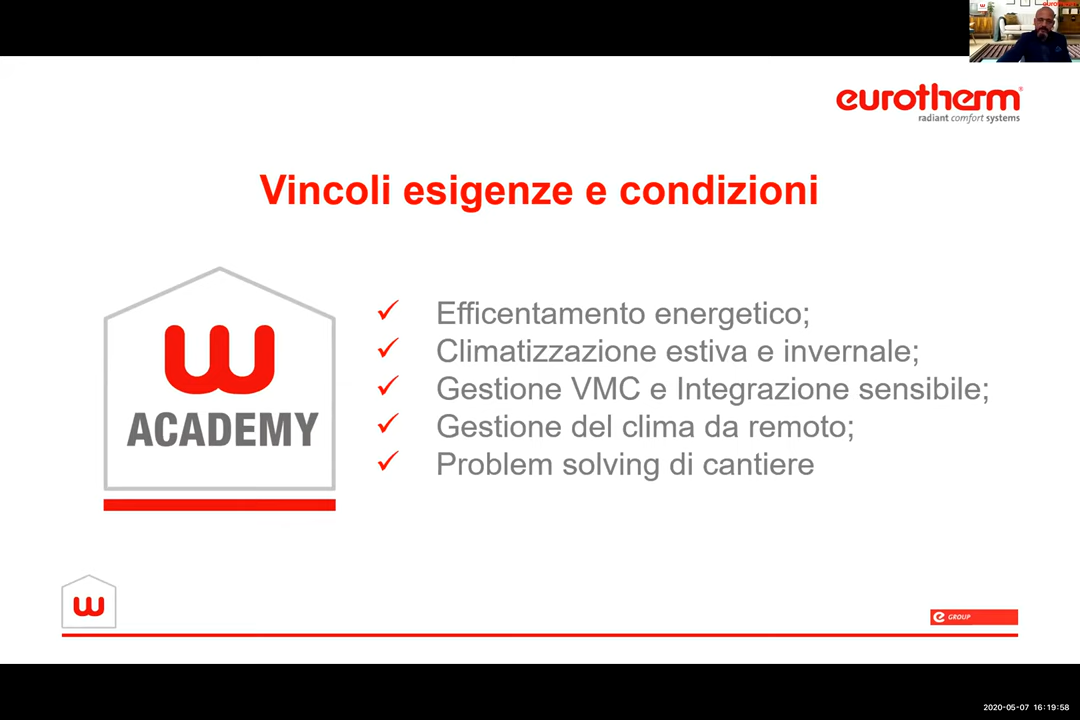 eurotherm
radiant comfort systems
Vincoli esigenze e condizioni
ACADEMY
Efficentamento energetico;
Climatizzazione estiva e invernale;
Gestione VMC e Integrazione sensibile;
Gestione del clima da remoto;
Problem solving di cantiere
e GROUP
2020-05-07 16:19:58